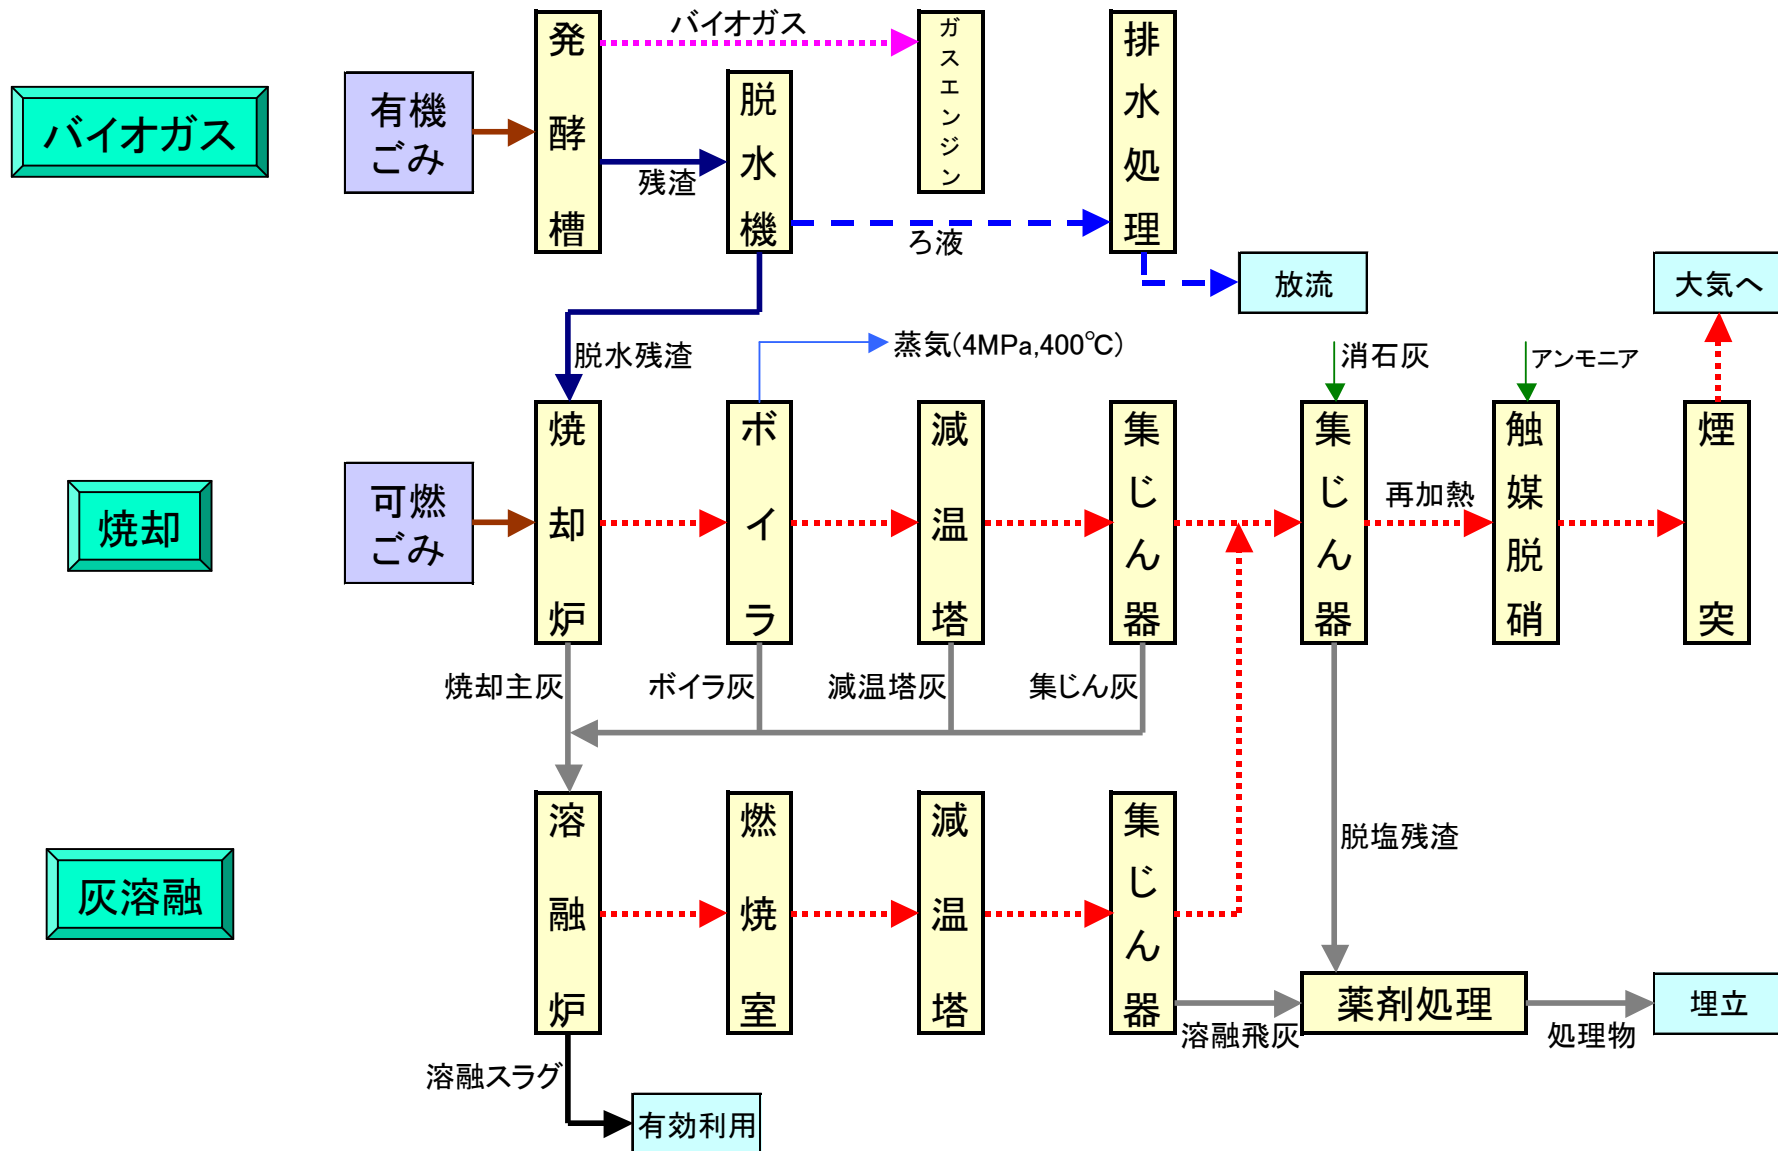 バイオガス
有機
ごみ
発酵槽
バイオガス
ガスエンジン
残渣
脱水機
ろ液
排水処理
放流
脱水残渣
蒸気(4MPa,400℃)
消石灰
アンモニア
大気へ
焼却
可燃
ごみ
焼却炉
ボイラ
減温塔
集じん器
集じん器
再加熱
触媒脱硝
煙突
焼却主灰
ボイラ灰
減温塔灰
集じん灰
灰溶融
溶融炉
燃焼室
減温塔
集じん器
脱塩残渣
溶融飛灰
薬剤処理
処理物
埋立
溶融スラグ
有効利用